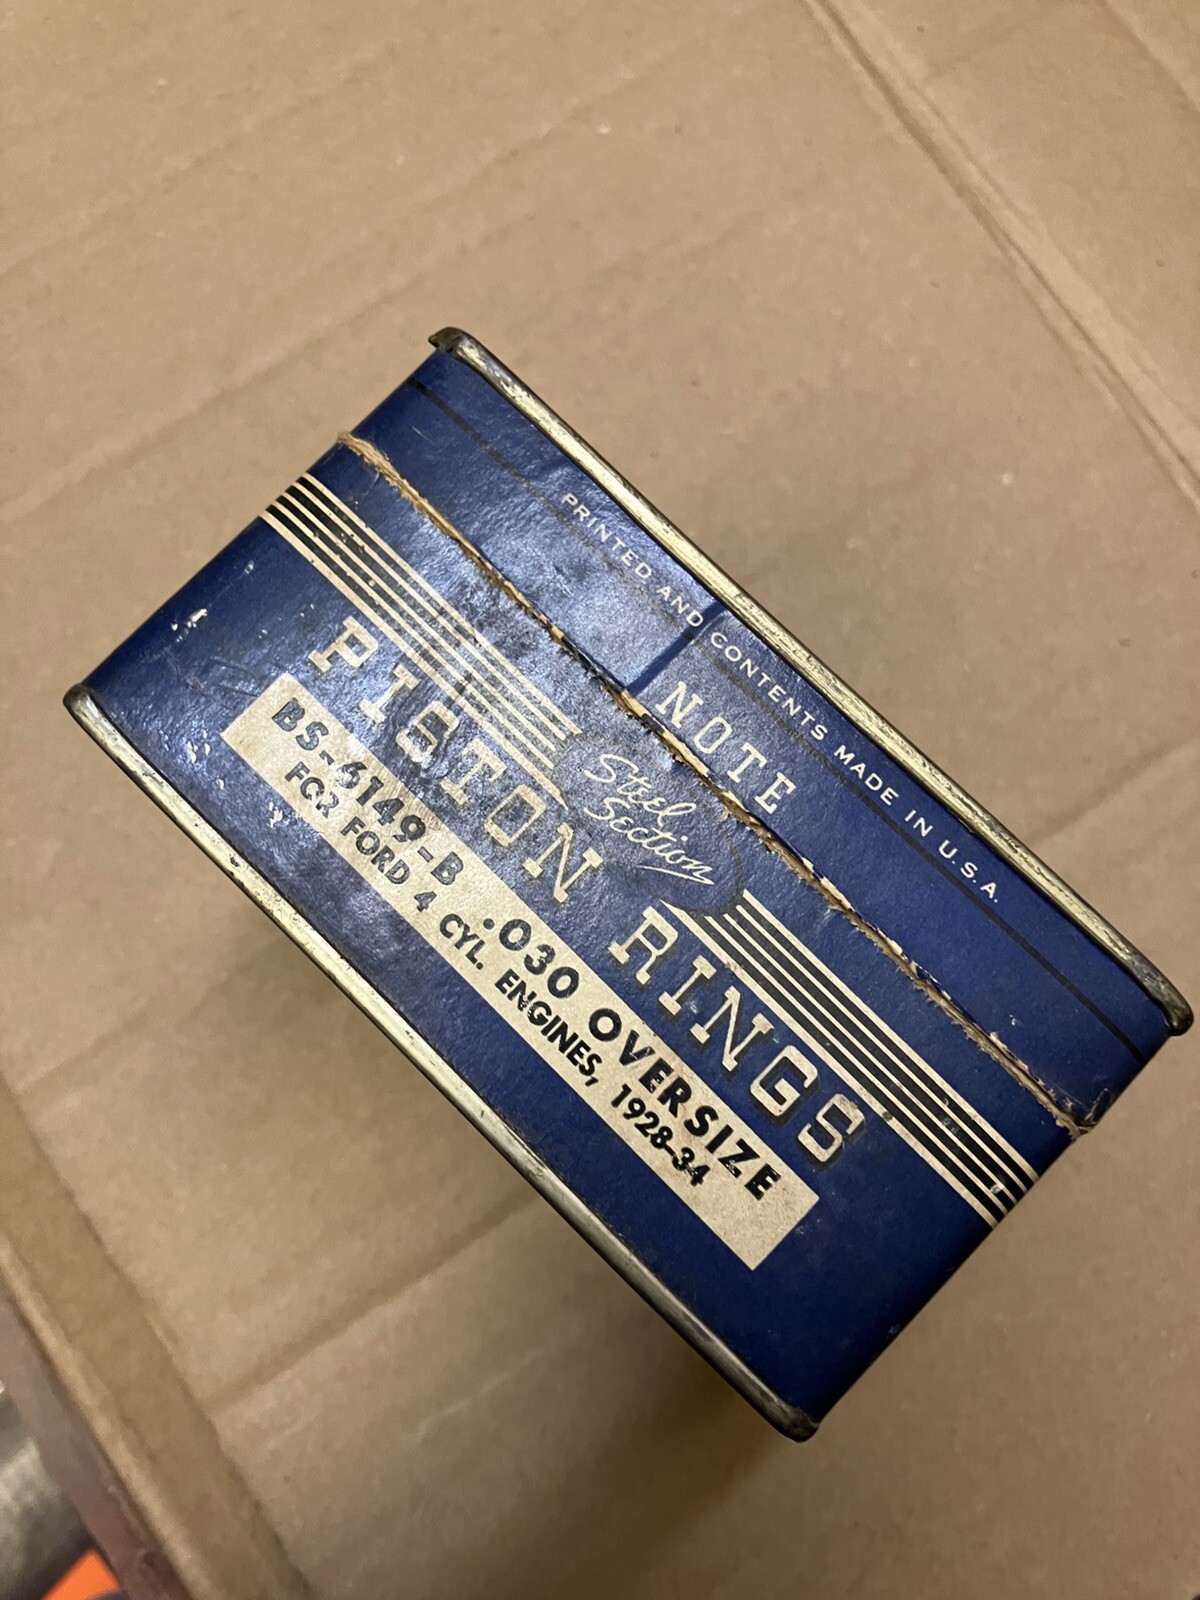 PRINTED AND CONTENTS MADE IN U.S.A.
NOTE
Steel
Section
PISTON RINGS
BS-6149-B .030 OVERSIZE
FOR FORD 4 CYL. ENGINES, 1928-34